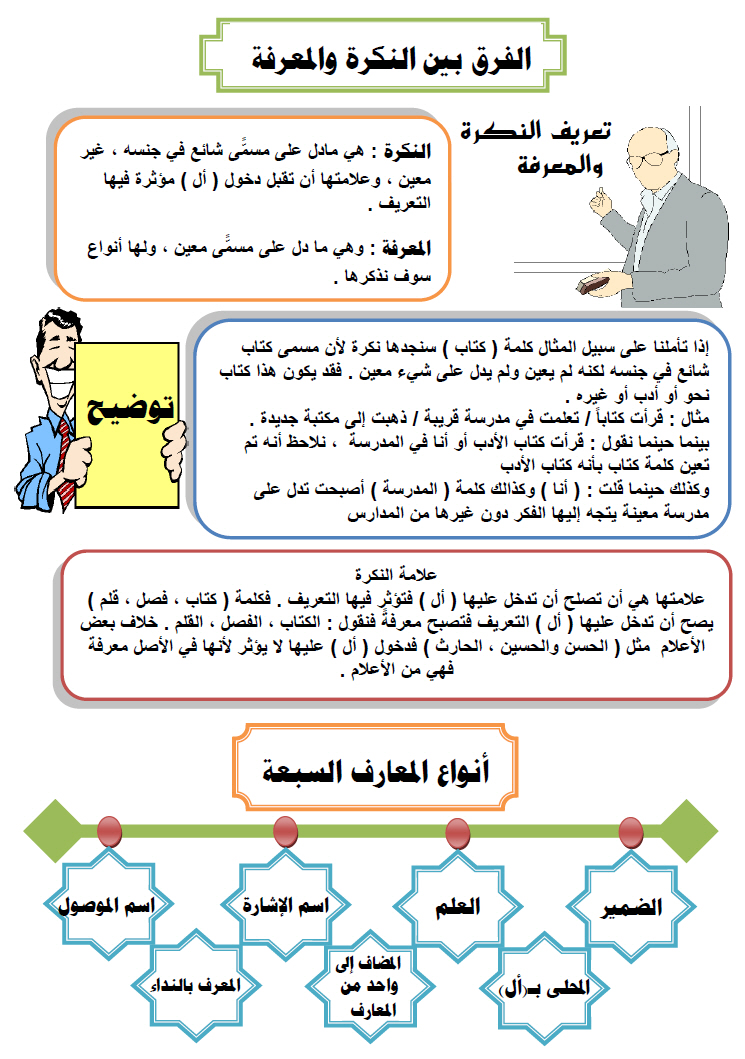 الفرق بين النكرة والمعرفة
تعريف النكرة
والمعرفة
النكرة : هي مادل على مسمًّى شائع في جنسه ، غير
معين ، وعلامتها أن تقبل دخول ( أل ) مؤثرة فيها
التعريف .
المعرفة : وهي ما دل على مسمًّى معين ، ولها أنواع
سوف نذكرها .
توضيح
إذا تأملنا على سبيل المثال كلمة ( كتاب ) سنجدها نكرة لأن مسمى كتاب
شائع في جنسه لكنه لم يعين ولم يدل على شيء معين . فقد يكون هذا كتاب
نحو أو أدب أو غيره .
مثال : قرأت كتاباً / تعلمت في مدرسة قريبة / ذهبت إلى مكتبة جديدة .
بينما حينما نقول : قرأت كتاب الأدب أو أنا في المدرسة ، نلاحظ أنه تم
تعين كلمة كتاب بأنه كتاب الأدب
وكذلك حينما قلت : ( أنا ) وكذالك كلمة ( المدرسة ) أصبحت تدل على
مدرسة معينة يتجه إليها الفكر دون غيرها من المدارس
علامة النكرة
علامتها هي أن تصلح أن تدخل عليها ( أل ) فتؤثر فيها التعريف . فكلمة ( كتاب ، فصل ، قلم )
يصح أن تدخل عليها ( أل ) التعريف فتصبح معرفةً فنقول : الكتاب ، الفصل ، القلم . خلاف بعض
الأعلام مثل ( الحسن والحسين ، الحارث ) فدخول ( أل ) عليها لا يؤثر لأنها في الأصل معرفة
فهي من الأعلام .
أنواع المعارف السبعة
الضمير
العلم
اسم الإشارة
اسم الموصول
المحلى بـ(أل)
المضاف إلى
واحد من
المعارف
المعرف بالنداء